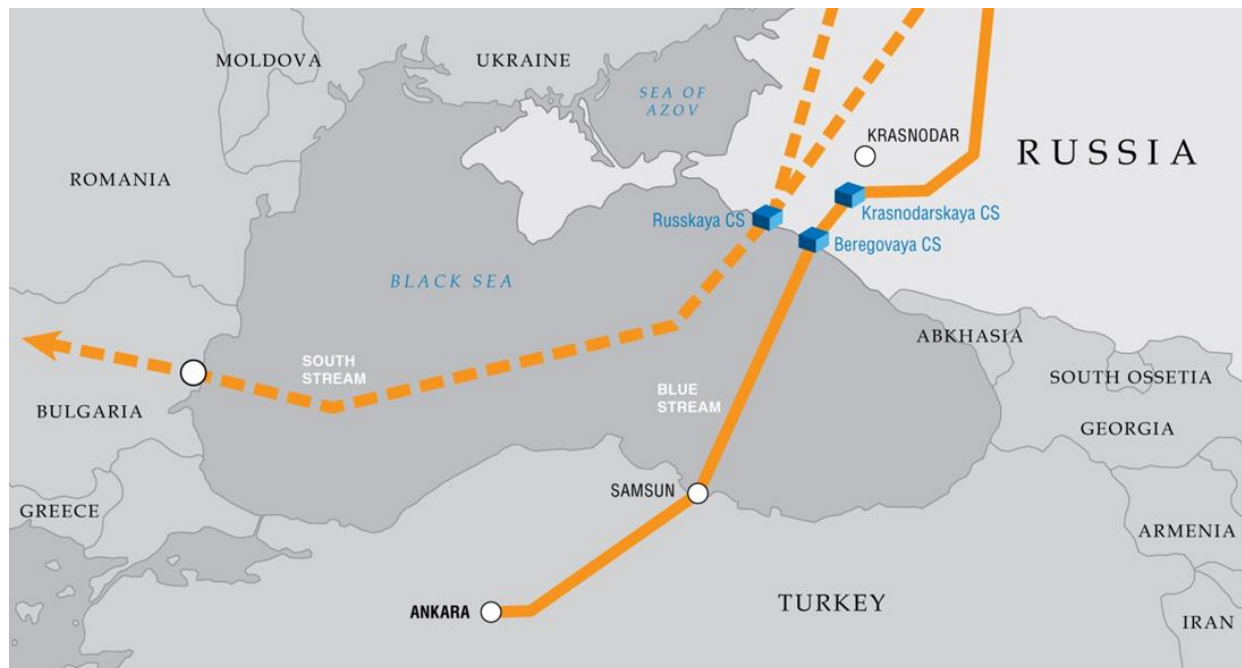 MOLDOVA
UKRAINE
SEA OF
AZOV
KRASNODAR
RUSSIA
ROMANIA
Russkaya CS
Krasnodarskaya CS
Beregovaya CS
BLACK SEA
ABKHASIA
SOUTH
STREAM
SOUTH OSSETIA
BLUE
STREAM
BULGARIA
GEORGIA
SAMSUN
GREECE
ARMENIA
ANKARA
TURKEY
IRAN